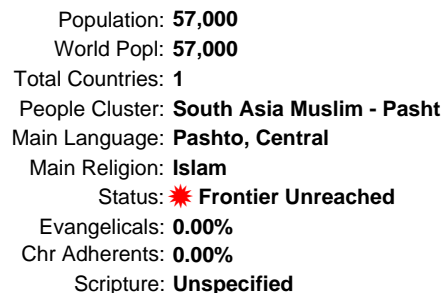 Population: 57,000
World Popl: 57,000
Total Countries: 1
People Cluster: South Asia Muslim - Pasht
Main Language: Pashto, Central
Main Religion: Islam
Status: Frontier Unreached
Evangelicals: 0.00%
Chr Adherents: 0.00%
Scripture: Unspecified